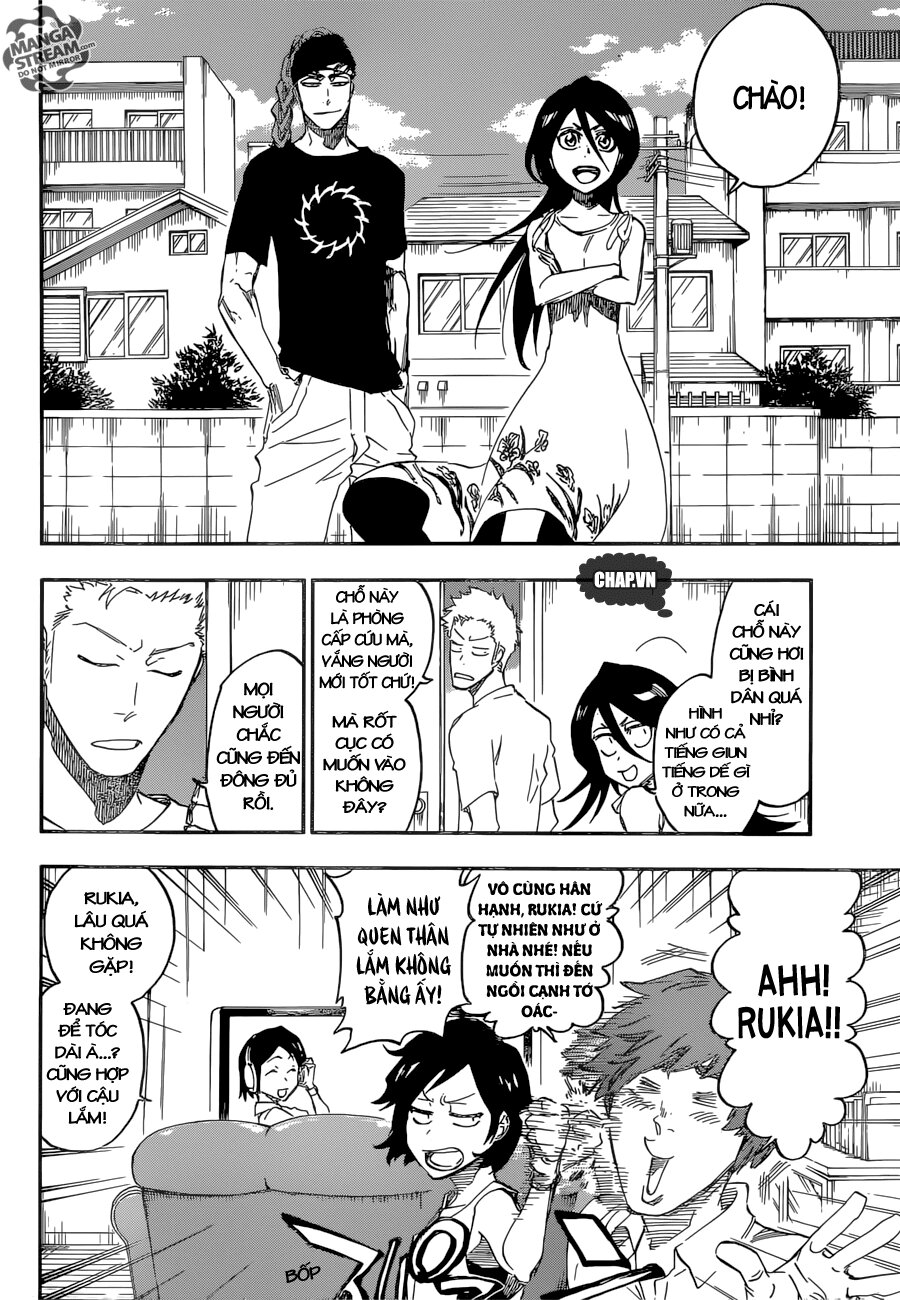 MANGA
STREAM.com
DO NOT MIRROR!
CHÀO!
CHAP.VN
CÁI
CHỖ NÀY
CŨNG HƠI
BỊ BÌNH
DÂN QUÁ
NHỈ?
HÌNH
NHƯ CÓ CẢ
TIẾNG GIUN
TIẾNG DẾ GÌ
Ở TRONG
NỮA...
CHỖ NÀY
LÀ PHÒNG
CẤP CỨU MÀ,
VẮNG NGƯỜI
MỚI TỐT CHỨ!
MÀ RỐT
CỤC CÓ
MUỐN VÀO
KHÔNG
ĐÂY?
MỌI
NGƯỜI
CHẮC
CŨNG ĐẾN
ĐÔNG ĐỦ
RỒI.
AHH!
RUKIA!!
VÔ CÙNG HÂN
HẠNH, RUKIA! CỨ
TỰ NHIÊN NHƯ Ở
NHÀ NHÉ! NẾU
MUỐN THÌ ĐẾN
NGỒI CẠNH TỚ
OÁC-
LÀM NHƯ
QUEN THÂN
LẮM KHÔNG
BẰNG ẤY!
RUKIA,
LÂU QUÁ
KHÔNG
GẶP!
ĐANG
ĐỂ TÓC
DÀI À...?
CŨNG HỢP
VỚI CẬU
LẮM!
BỐP